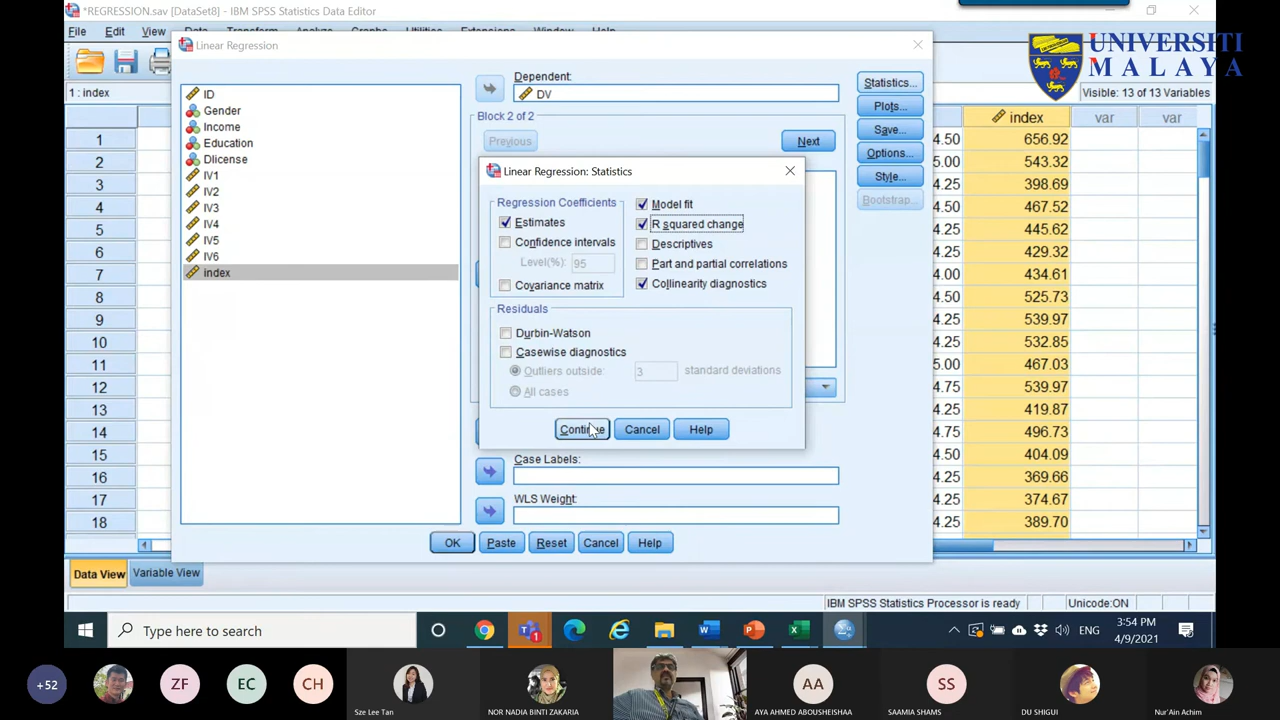 *REGRESSION.sav [DataSet8] - IBM SPSS Statistics Data Editor
File Edit View Data Transform Analyze Graphs Utilities Extensions Window Help
Linear Regression
UNIVERSITI
MALAYA
1 : index
Visible: 13 of 13 Variables
ID
Gender
Income
Education
Dlicense
IV1
IV2
IV3
IV4
IV5
IV6
index
Dependent:
DV
Block 2 of 2
Previous
Next
Statistics...
Plots...
Save...
Options...
Style...
Bootstrap...
Linear Regression: Statistics
Regression Coefficients
Estimates
Confidence intervals
Level(%): 95
Covariance matrix
Model fit
R squared change
Descriptives
Part and partial correlations
Collinearity diagnostics
Residuals
Durbin-Watson
Casewise diagnostics
Outliers outside: 3 standard deviations
All cases
Continue Cancel Help
Case Labels:
WLS Weight:
OK Paste Reset Cancel Help
index var var
1 4.50 656.92
2 5.00 543.32
3 4.25 398.69
4 4.50 467.52
5 4.25 445.62
6 4.25 429.32
7 4.00 434.61
8 4.50 525.73
9 4.25 539.97
10 4.25 532.85
11 4.25 467.03
12 4.75 539.97
13 4.25 419.87
14 4.25 496.73
15 4.25 404.09
16 4.25 369.66
17 4.25 374.67
18 4.25 389.70
Data View Variable View
IBM SPSS Statistics Processor is ready Unicode:ON
Type here to search
1
ENG
3:54 PM
4/9/2021
+52
ZF
EC
CH
Sze Lee Tan
NOR NADIA BINTI ZAKARIA
AA
AYA AHMED ABOUSHEISHAA
SS
SAAMIA SHAMS
DU SHIGUI
Nur'Ain Achim